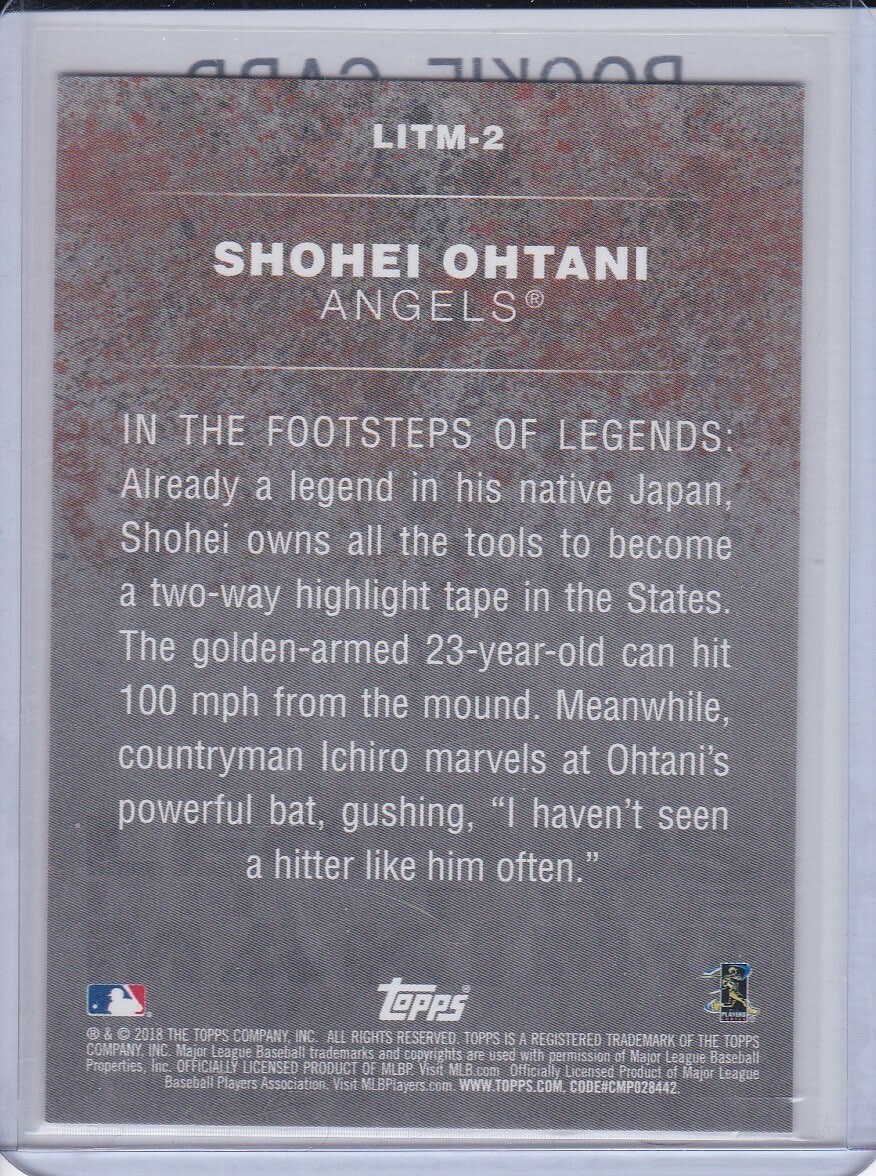 ROOKIE CARD
LITM-2
SHOHEI OHTANI
ANGELS®
IN THE FOOTSTEPS OF LEGENDS:
Already a legend in his native Japan,
Shohei owns all the tools to become
a two-way highlight tape in the States.
The golden-armed 23-year-old can hit
100 mph from the mound. Meanwhile,
countryman Ichiro marvels at Ohtani's
powerful bat, gushing, “I haven't seen
a hitter like him often.”
topps®
PLAYERS
® & © 2018 THE TOPPS COMPANY, INC. ALL RIGHTS RESERVED. TOPPS IS A REGISTERED TRADEMARK OF THE TOPPS
COMPANY, INC. Major League Baseball trademarks and copyrights are used with permission of Major League Baseball
Properties, Inc. OFFICIALLY LICENSED PRODUCT OF MLBP. Visit MLB.com Officially Licensed Product of Major League
Baseball Players Association. Visit MLBPlayers.com. WWW.TOPPS.COM. CODE#CMP028442.